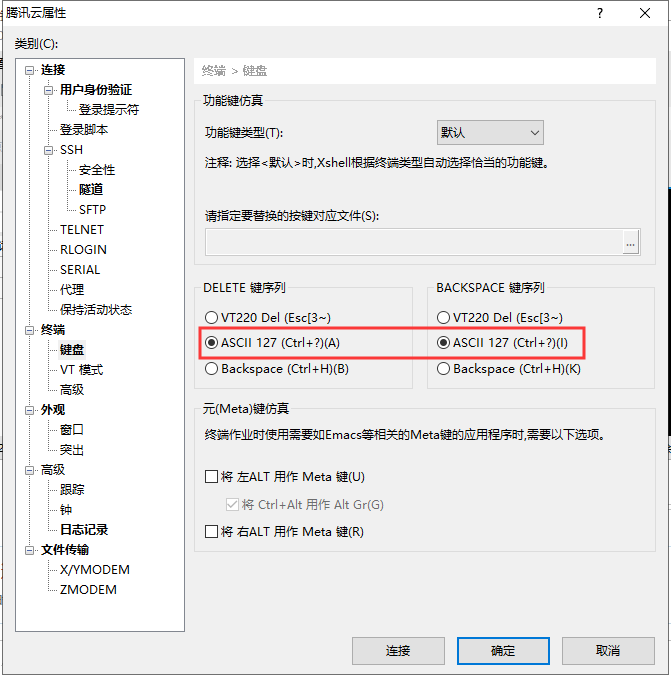 腾讯云属性
类别(C):
连接
用户身份验证
登录提示符
登录脚本
SSH
安全性
隧道
SFTP
TELNET
RLOGIN
SERIAL
代理
保持活动状态
终端
键盘
VT 模式
高级
外观
窗口
突出
高级
跟踪
钟
日志记录
文件传输
X/YMODEM
ZMODEM
终端 > 键盘
功能键仿真
功能键类型(T):
默认
注释: 选择<默认>时,Xshell根据终端类型自动选择恰当的功能键。
请指定要替换的按键对应文件(S):
...
DELETE 键序列
VT220 Del (Esc[3~)
ASCII 127 (Ctrl+?)(A)
Backspace (Ctrl+H)(B)
BACKSPACE 键序列
VT220 Del (Esc[3~)
ASCII 127 (Ctrl+?)(I)
Backspace (Ctrl+H)(K)
元(Meta)键仿真
终端作业时使用需要如Emacs等相关的Meta键的应用程序时,需要以下选项。
将 左ALT 用作 Meta 键(U)
将 Ctrl+Alt 用作 Alt Gr(G)
将 右ALT 用作 Meta 键(R)
连接
确定
取消